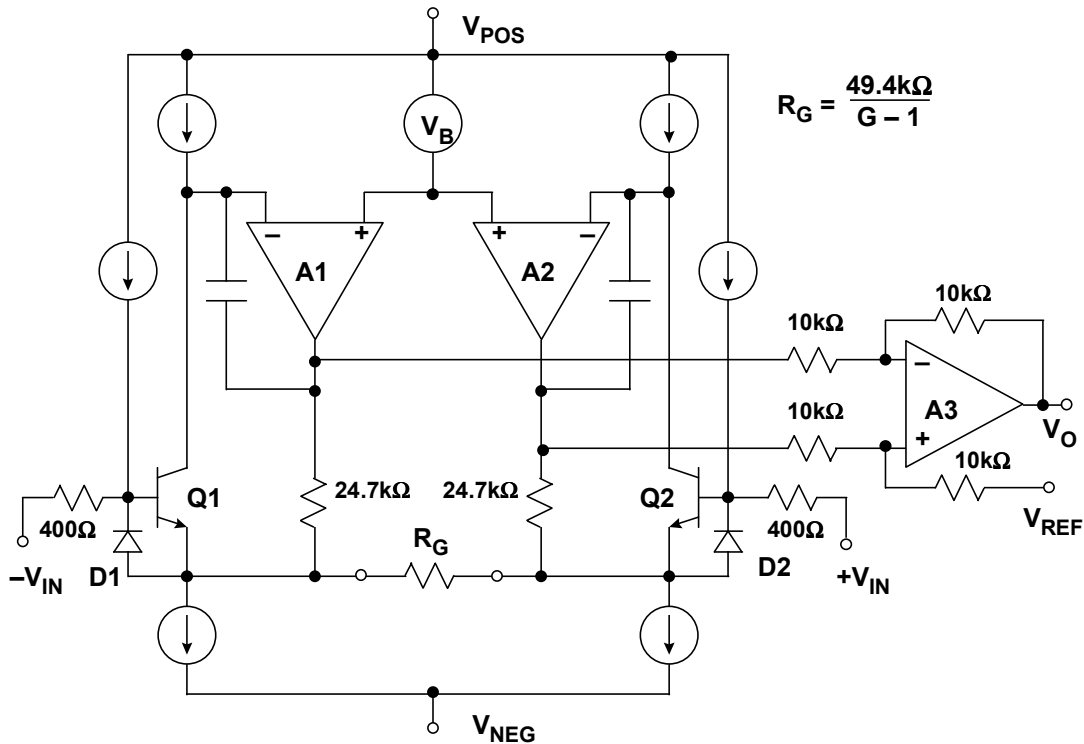 V_POS
R_G = 49.4kΩ / G – 1
V_B
– +
A1
+ –
A2
10kΩ
10kΩ
–
A3
+
V_O
10kΩ
10kΩ
V_REF
Q1
24.7kΩ
24.7kΩ
Q2
400Ω
400Ω
–V_IN
D1
R_G
D2
+V_IN
V_NEG